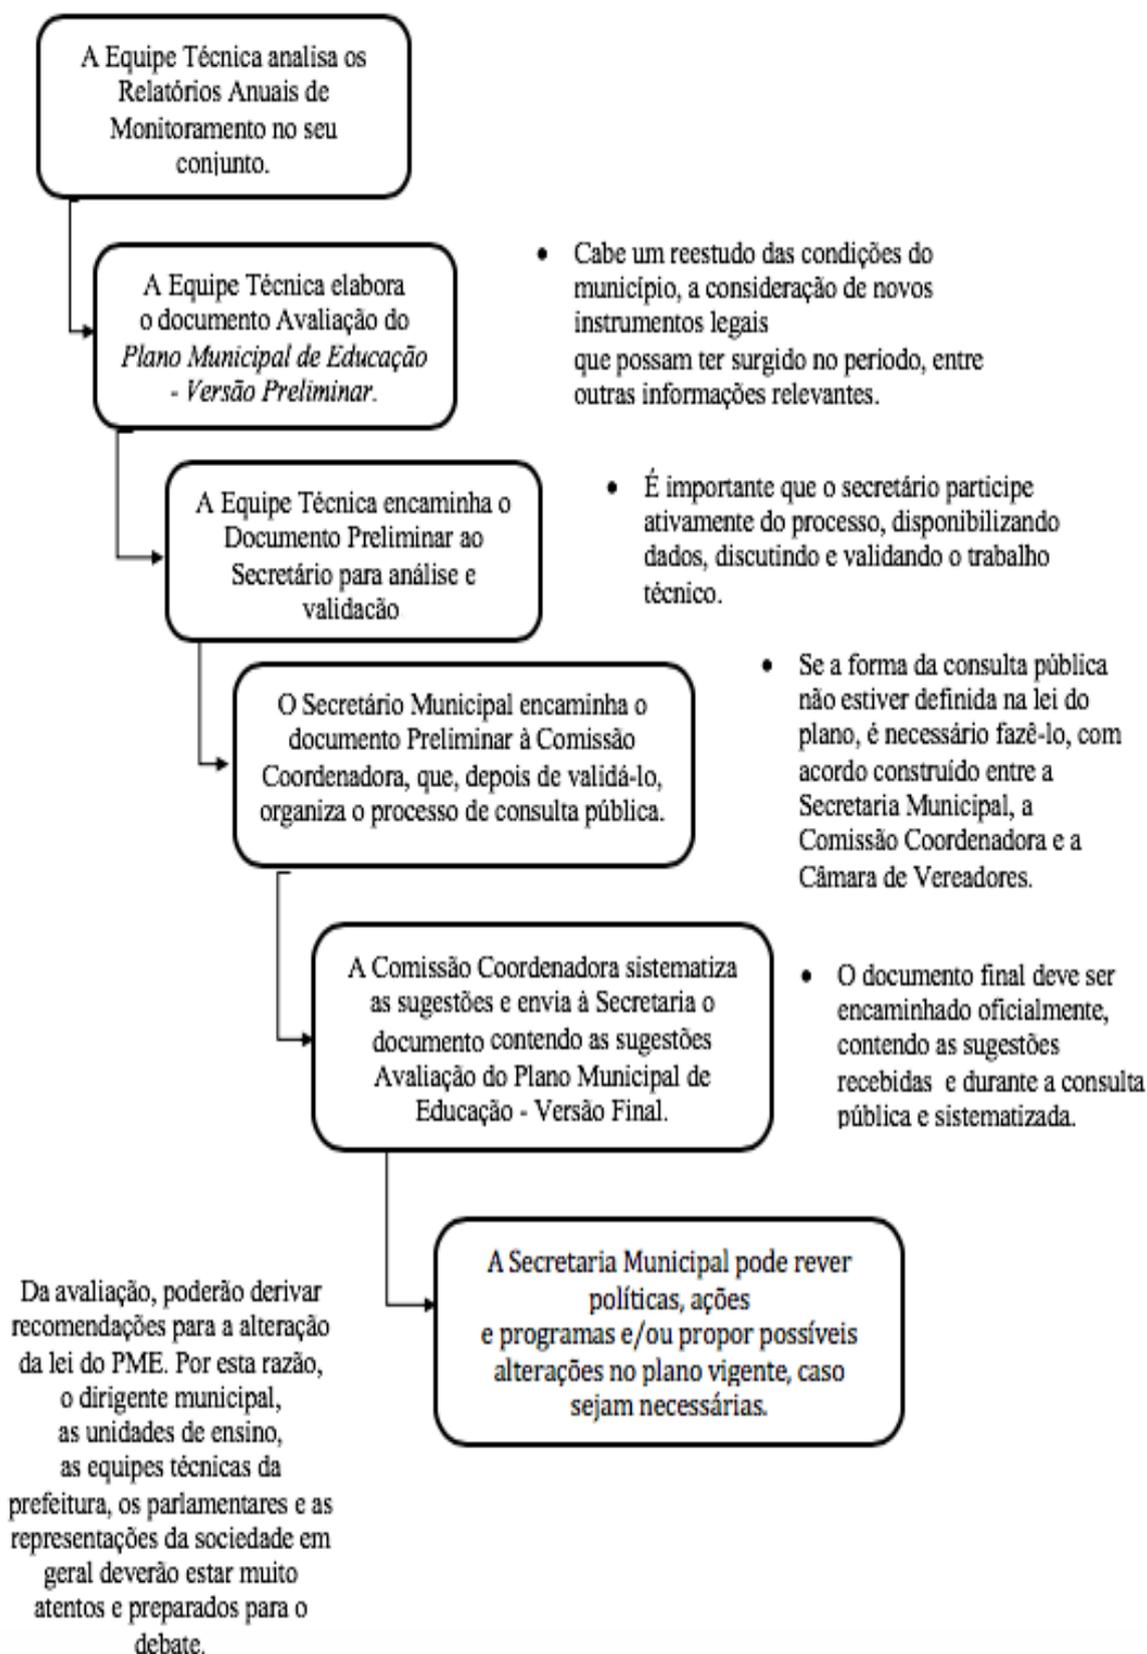 A Equipe Técnica analisa os
Relatórios Anuais de
Monitoramento no seu
conjunto.
A Equipe Técnica elabora
o documento Avaliação do
Plano Municipal de Educação
- Versão Preliminar.
• Cabe um reestudo das condições do
município, a consideração de novos
instrumentos legais
que possam ter surgido no período, entre
outras informações relevantes.
A Equipe Técnica encaminha o
Documento Preliminar ao
Secretário para análise e
validacão
• É importante que o secretário participe
ativamente do processo, disponibilizando
dados, discutindo e validando o trabalho
técnico.
O Secretário Municipal encaminha o
documento Preliminar à Comissão
Coordenadora, que, depois de validá-lo,
organiza o processo de consulta pública.
• Se a forma da consulta pública
não estiver definida na lei do
plano, é necessário fazê-lo, com
acordo construído entre a
Secretaria Municipal, a
Comissão Coordenadora e a
Câmara de Vereadores.
A Comissão Coordenadora sistematiza
as sugestões e envia à Secretaria o
documento contendo as sugestões
Avaliação do Plano Municipal de
Educação - Versão Final.
• O documento final deve ser
encaminhado oficialmente,
contendo as sugestões
recebidas e durante a consulta
pública e sistematizada.
A Secretaria Municipal pode rever
políticas, ações
e programas e/ou propor possíveis
alterações no plano vigente, caso
sejam necessárias.
Da avaliação, poderão derivar
recomendações para a alteração
da lei do PME. Por esta razão,
o dirigente municipal,
as unidades de ensino,
as equipes técnicas da
prefeitura, os parlamentares e as
representações da sociedade em
geral deverão estar muito
atentos e preparados para o
debate.